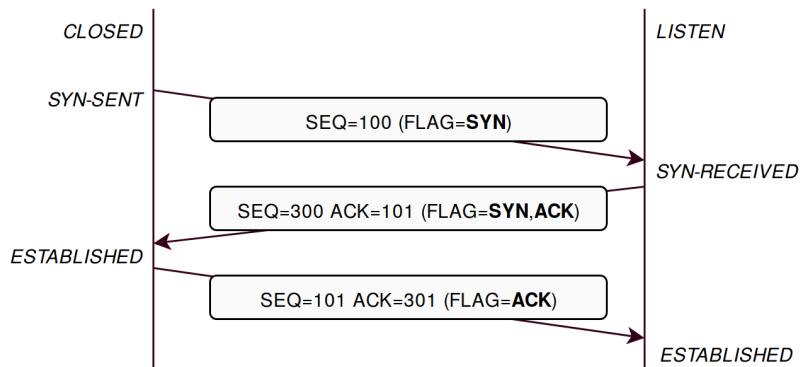 CLOSED
LISTEN
SYN-SENT
SEQ=100 (FLAG=SYN)
SYN-RECEIVED
SEQ=300 ACK=101 (FLAG=SYN,ACK)
ESTABLISHED
SEQ=101 ACK=301 (FLAG=ACK)
ESTABLISHED